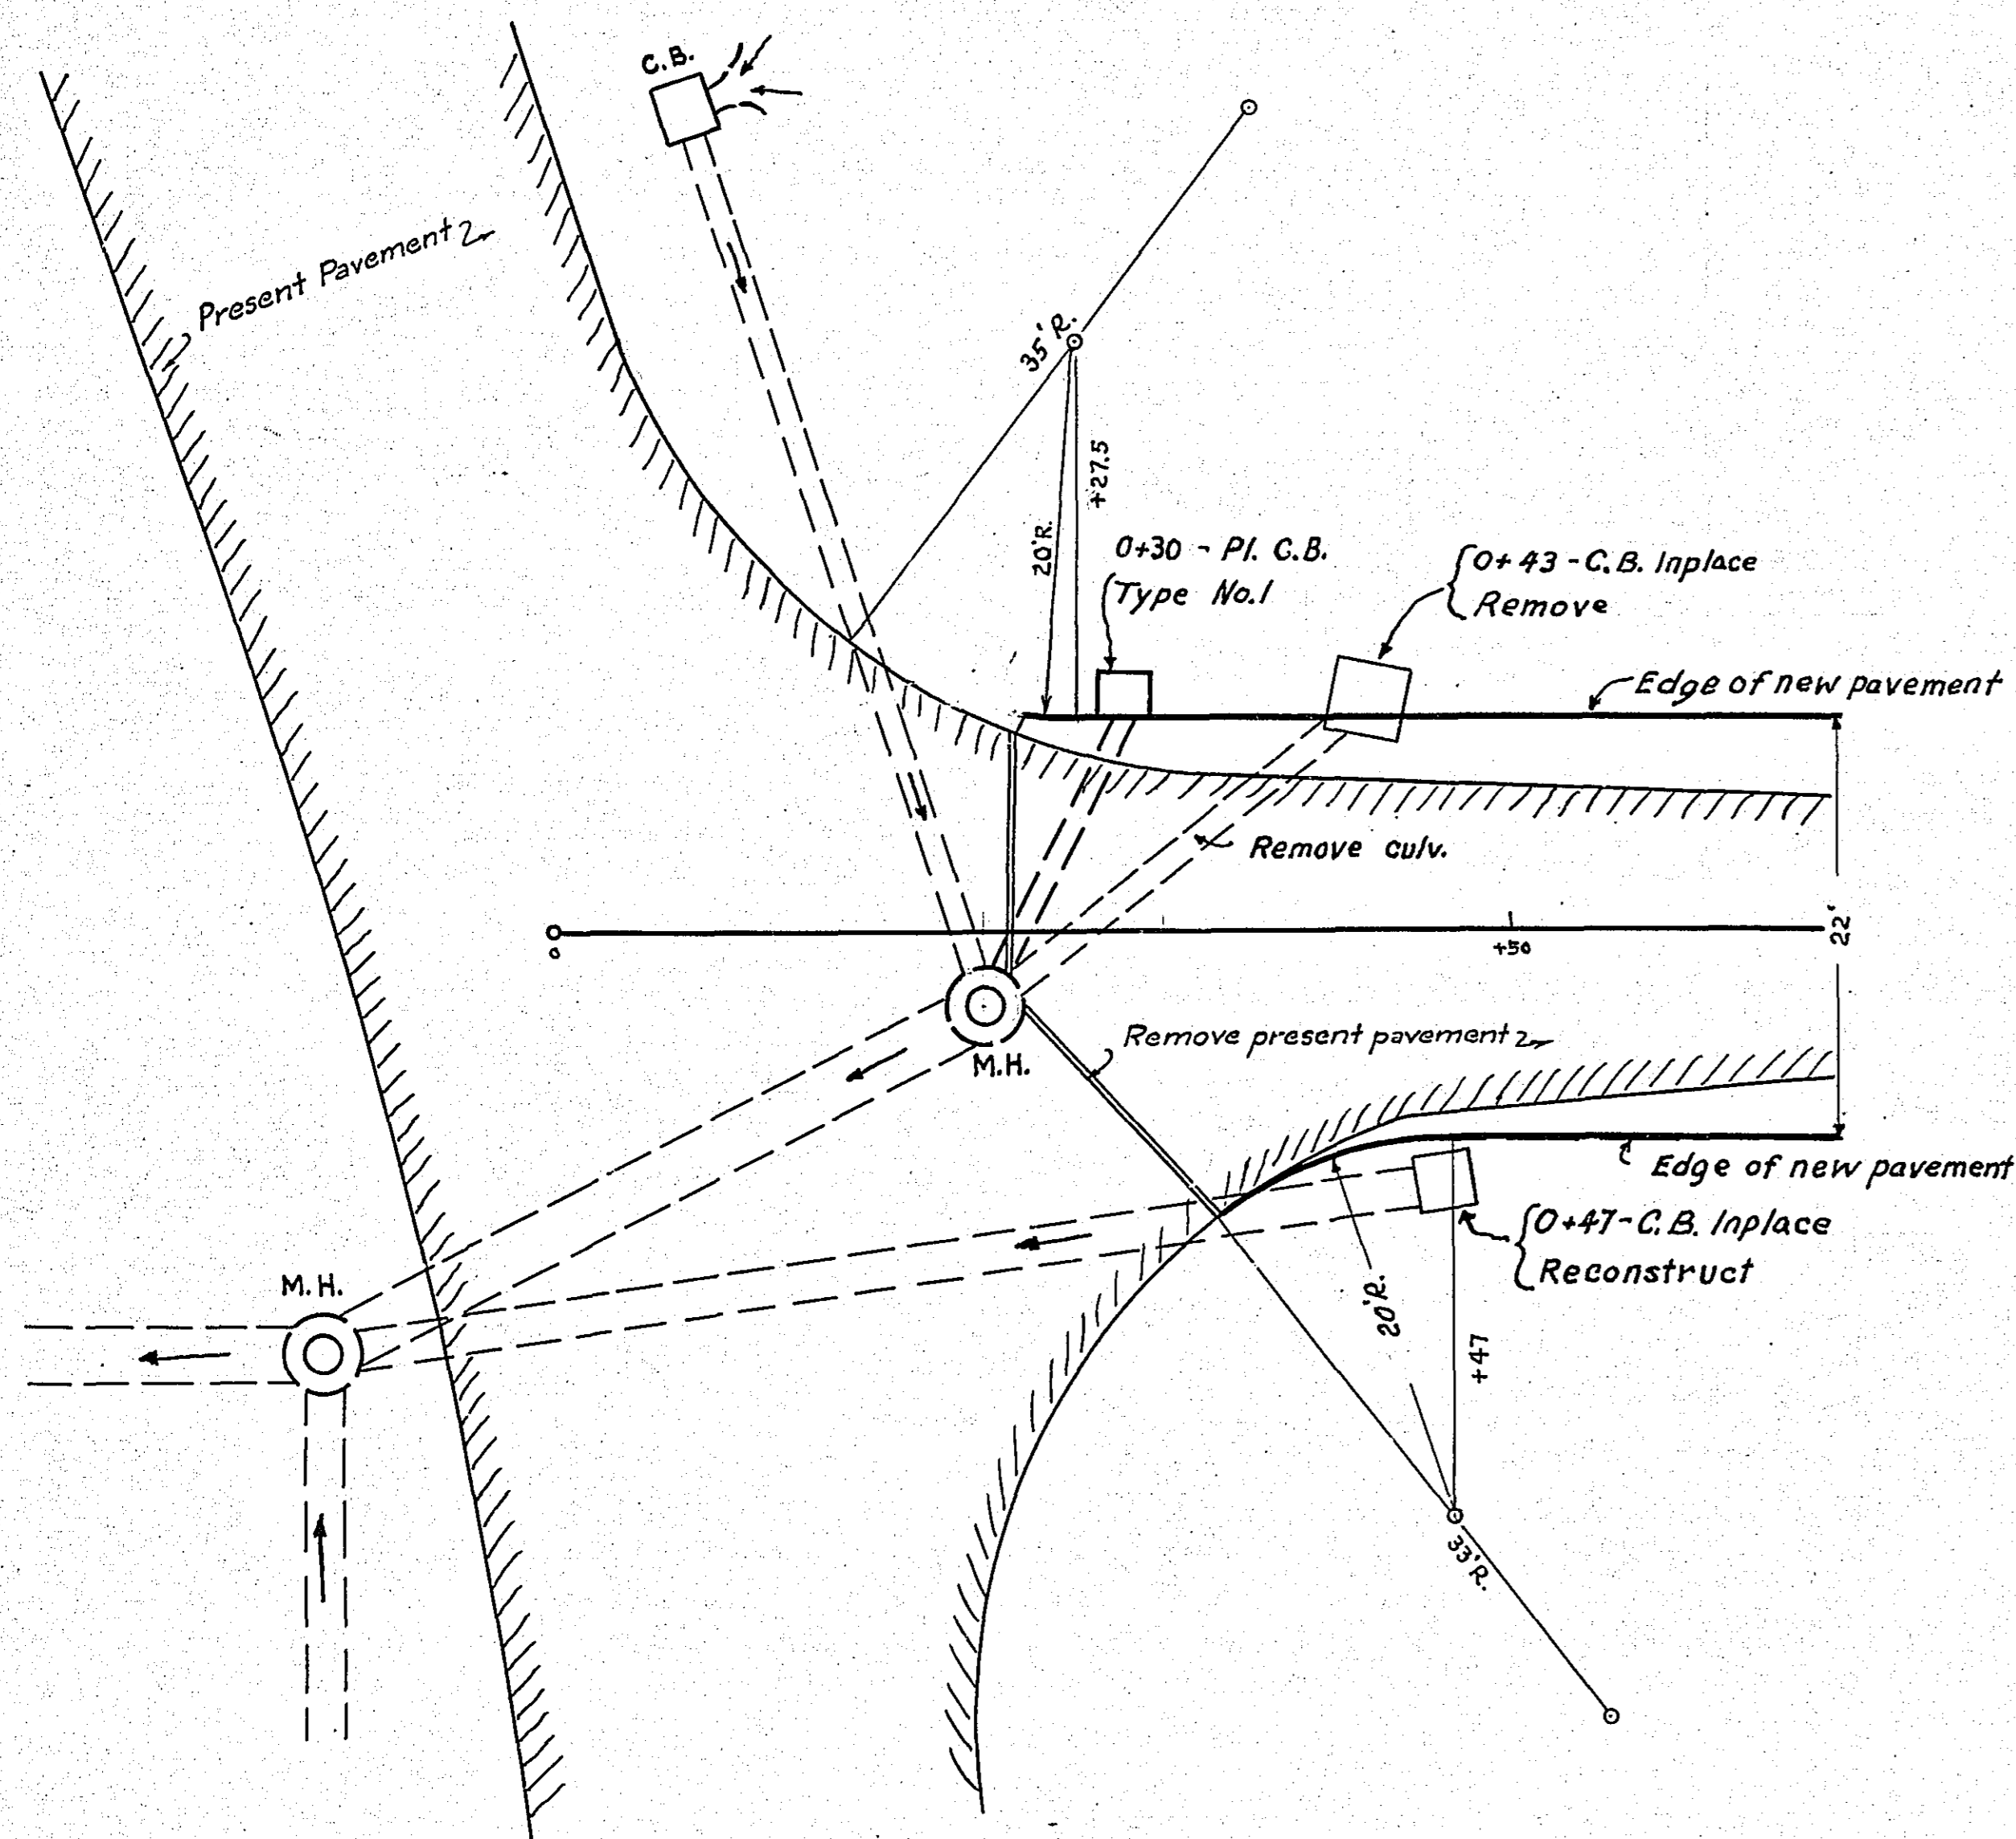 C.B.
Present Pavement
35'R.
+27.5
20'R.
0+30 - Pl. C.B.
Type No.1
0+43 - C.B. Inplace
Remove
Edge of new pavement
Remove culv.
0
+50
22'
M.H.
Remove present pavement
Edge of new pavement
0+47 - C.B. Inplace
Reconstruct
M.H.
20'R.
+47
33'R.